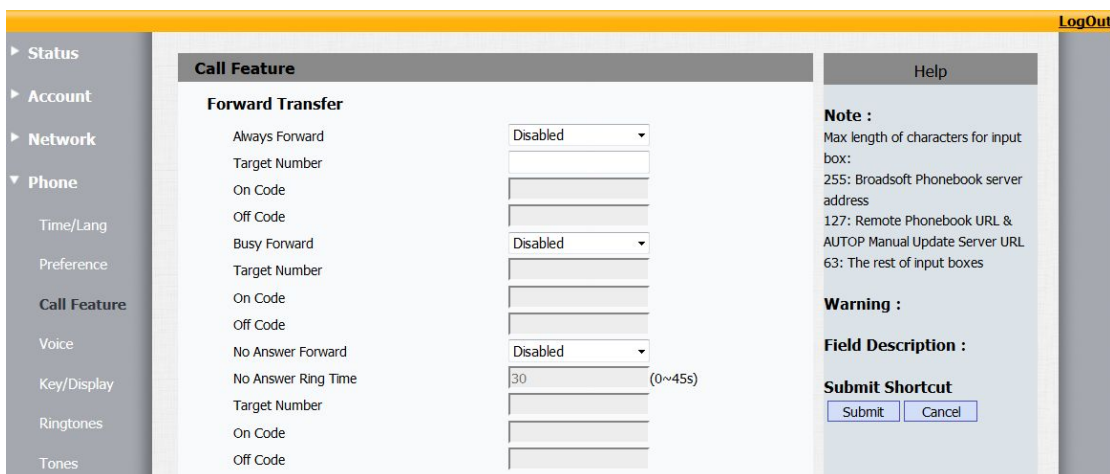 LogOut
Status
Account
Network
Phone
Time/Lang
Preference
Call Feature
Voice
Key/Display
Ringtones
Tones
Call Feature
Forward Transfer
Always Forward Disabled
Target Number
On Code
Off Code
Busy Forward Disabled
Target Number
On Code
Off Code
No Answer Forward Disabled
No Answer Ring Time 30 (0~45s)
Target Number
On Code
Off Code
Help
Note :
Max length of characters for input
box:
255: Broadsoft Phonebook server
address
127: Remote Phonebook URL &
AUTOP Manual Update Server URL
63: The rest of input boxes
Warning :
Field Description :
Submit Shortcut
Submit Cancel